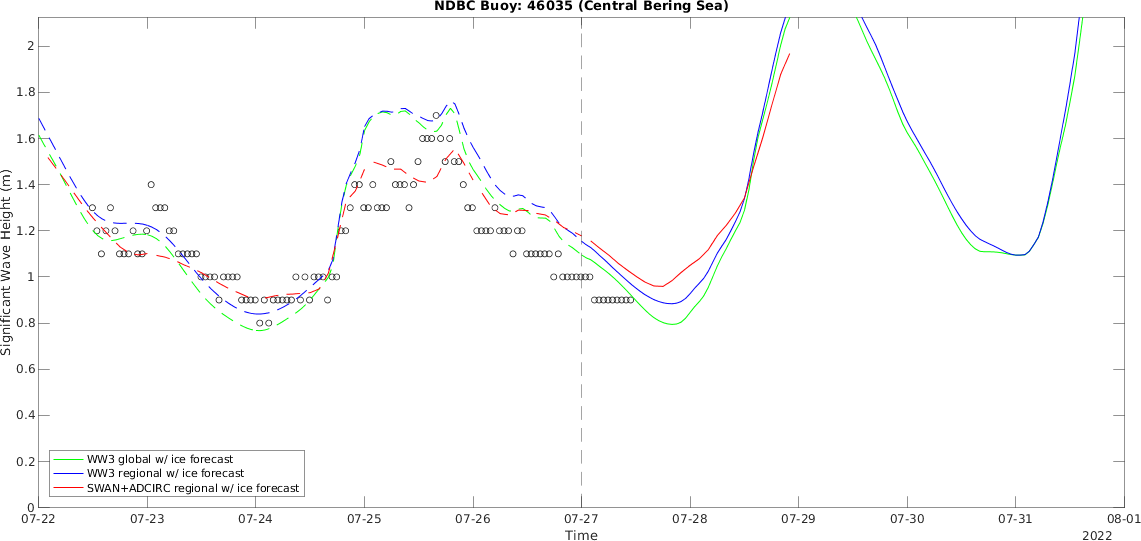 NDBC Buoy: 46035 (Central Bering Sea)
2
1.8
1.6
1.4
1.2
1
0.8
0.6
0.4
0.2
0
Significant Wave Height (m)
WW3 global w/ ice forecast
WW3 regional w/ ice forecast
SWAN+ADCIRC regional w/ ice forecast
07-22 07-23 07-24 07-25 07-26 07-27 07-28 07-29 07-30 07-31 08-01
Time
2022